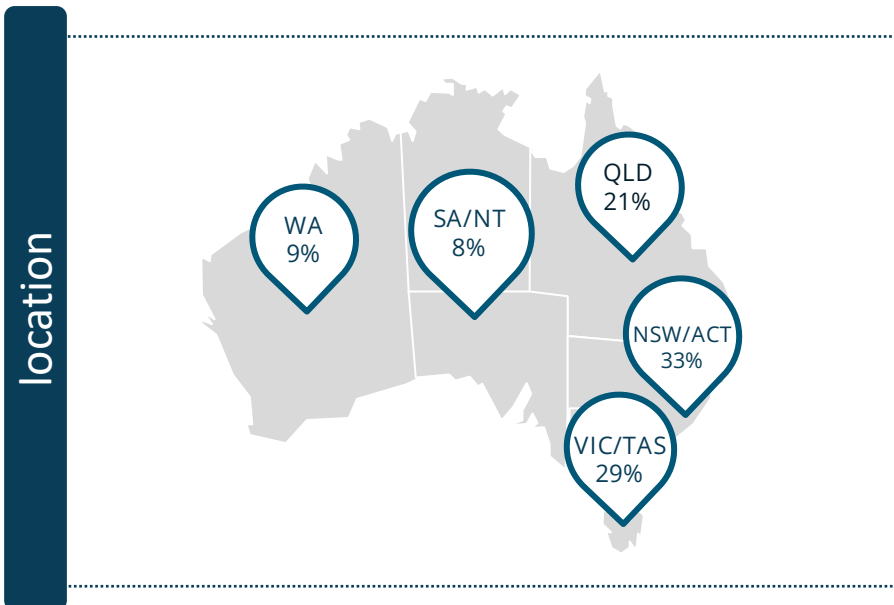 location
WA
9%
SA/NT
8%
QLD
21%
NSW/ACT
33%
VIC/TAS
29%